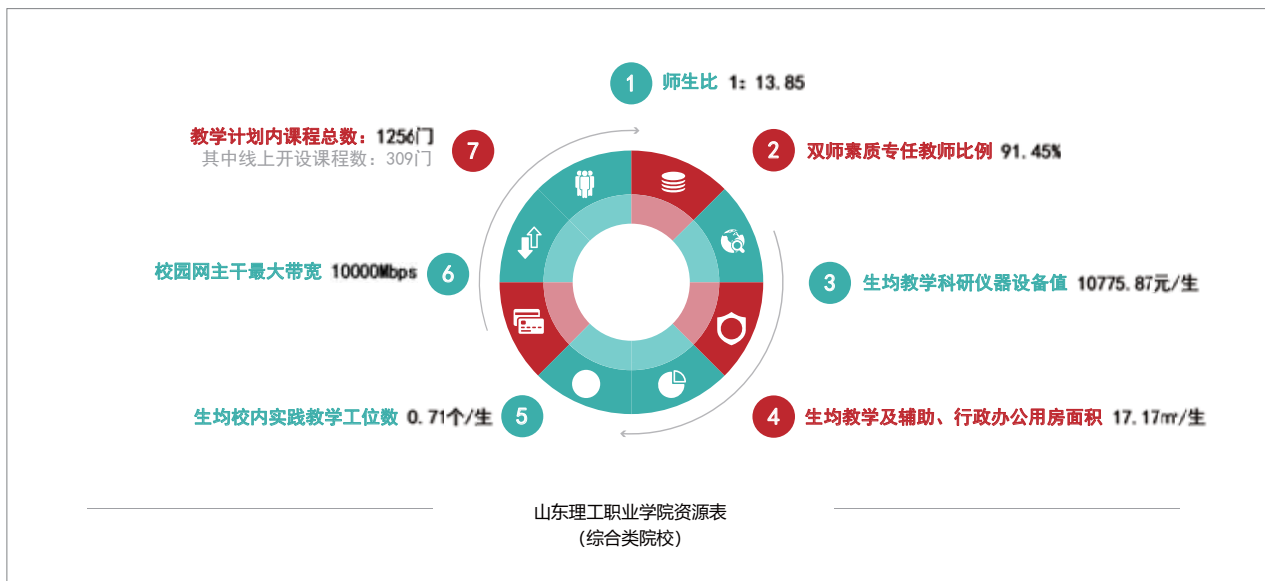 1 师生比 1: 13.85
2 双师素质专任教师比例 91.45%
3 生均教学科研仪器设备值 10775.87元/生
4 生均教学及辅助、行政办公用房面积 17.17㎡/生
5 生均校内实践教学工位数 0.71个/生
6 校园网主干最大带宽 10000Mbps
7 教学计划内课程总数：1256门
其中线上开设课程数：309门
山东理工职业学院资源表
（综合类院校）